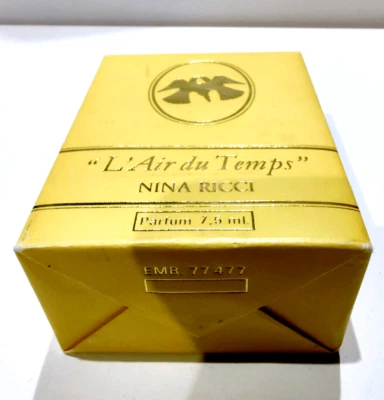 "L'Air du Temps"
NINA RICCI
Parfum 7,5 mL
EMB. 77477